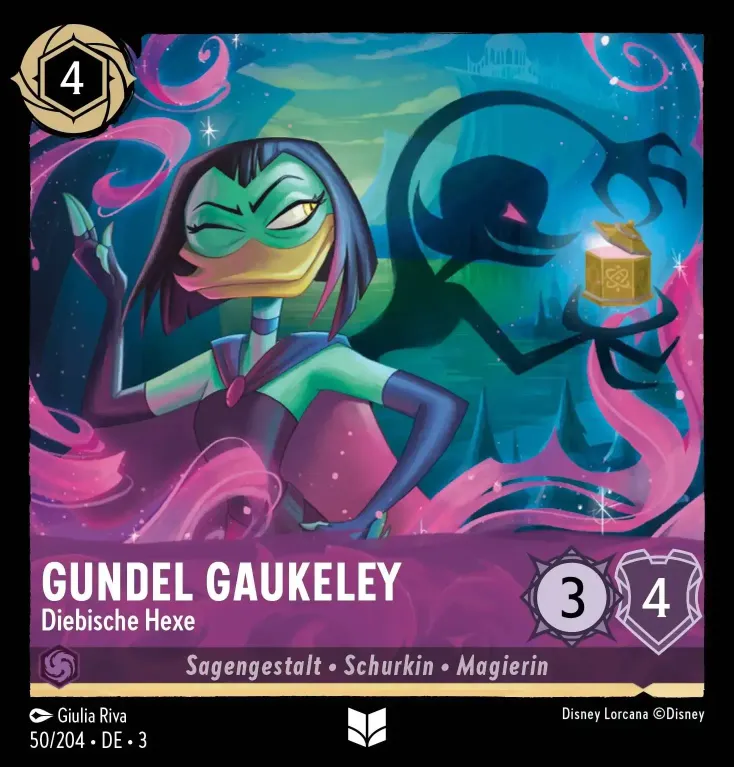 4
GUNDEL GAUKELEY
Diebische Hexe
3
4
Sagengestalt • Schurkin • Magierin
Giulia Riva
Disney Lorcana ©Disney
50/204 • DE • 3